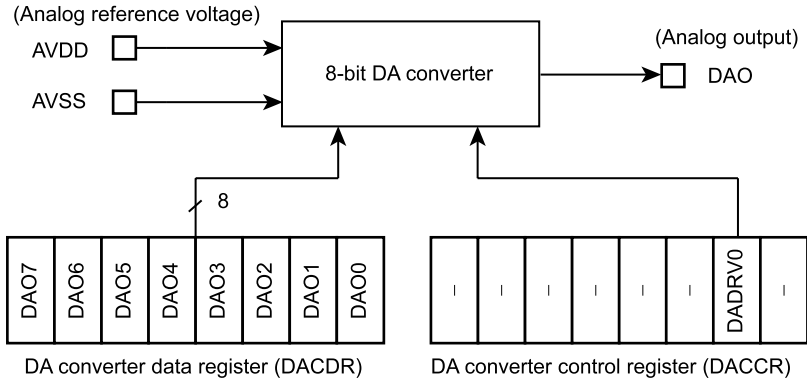 (Analog reference voltage)
AVDD
AVSS
8-bit DA converter
(Analog output)
DAO
8
DAO7
DAO6
DAO5
DAO4
DAO3
DAO2
DAO1
DAO0
–
–
–
–
–
–
DADRV0
–
DA converter data register (DACDR)
DA converter control register (DACCR)